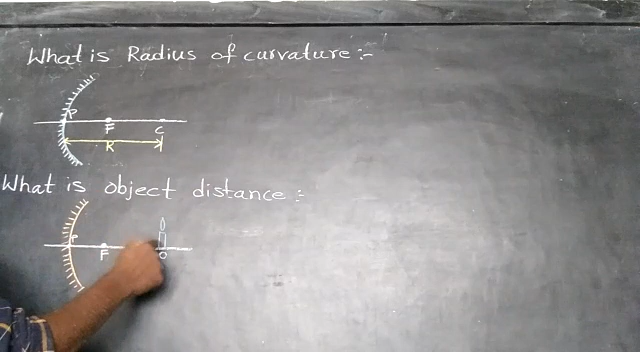 What is Radius of curvature :-
P
F
C
R
What is object distance :-
P
F
O